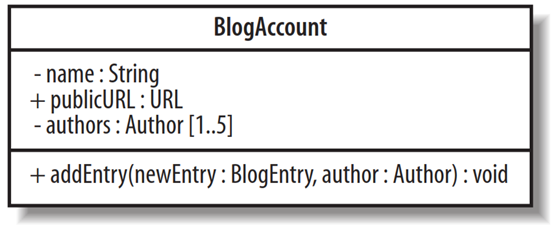 BlogAccount
- name : String
+ publicURL : URL
- authors : Author [1..5]
+ addEntry(newEntry : BlogEntry, author : Author) : void